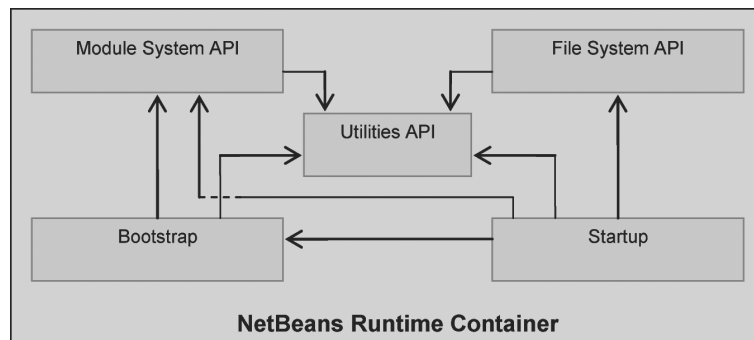 Module System API
File System API
Utilities API
Bootstrap
Startup
NetBeans Runtime Container